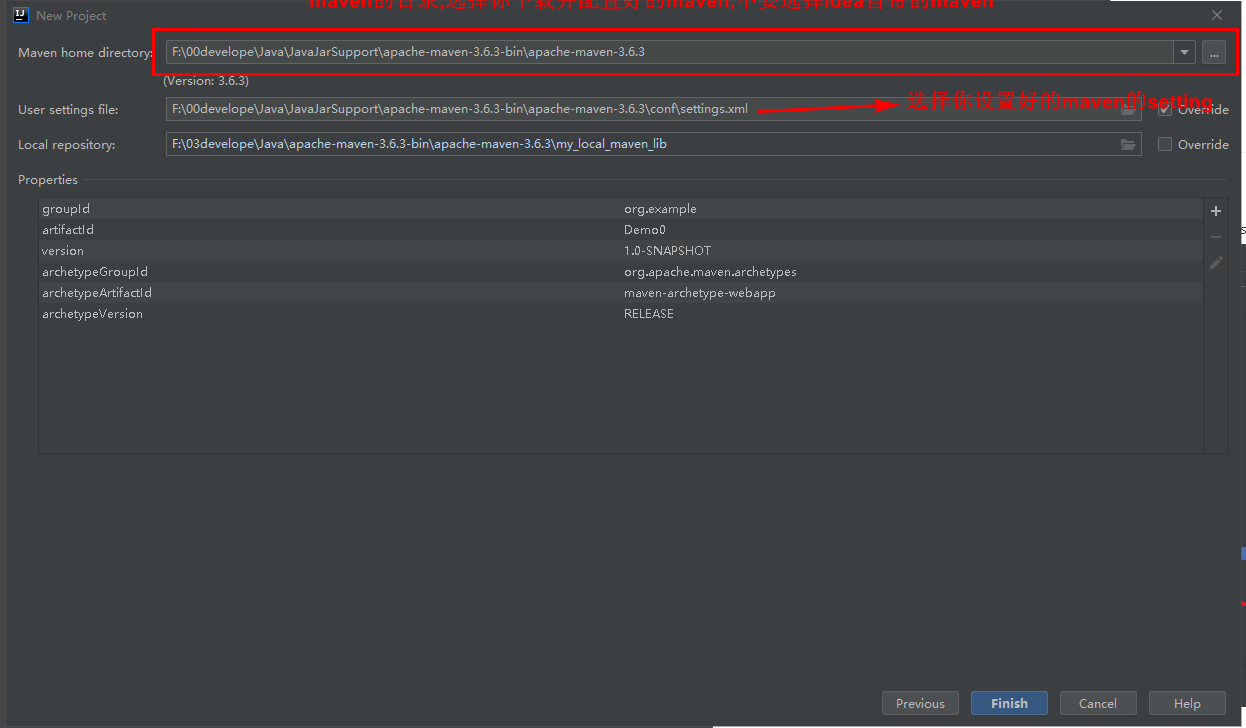 maven的目录,选择你下载并配置好的maven,不要选择idea自带的maven
New Project
Maven home directory: F:\00develope\Java\JavaJarSupport\apache-maven-3.6.3-bin\apache-maven-3.6.3 ...
(Version: 3.6.3)
User settings file: F:\00develope\Java\JavaJarSupport\apache-maven-3.6.3-bin\apache-maven-3.6.3\conf\settings.xml 选择你设置好的maven的setting Override
Local repository: F:\03develope\Java\apache-maven-3.6.3-bin\apache-maven-3.6.3\my_local_maven_lib Override
Properties
groupId org.example
artifactId Demo0
version 1.0-SNAPSHOT
archetypeGroupId org.apache.maven.archetypes
archetypeArtifactId maven-archetype-webapp
archetypeVersion RELEASE
Previous Finish Cancel Help